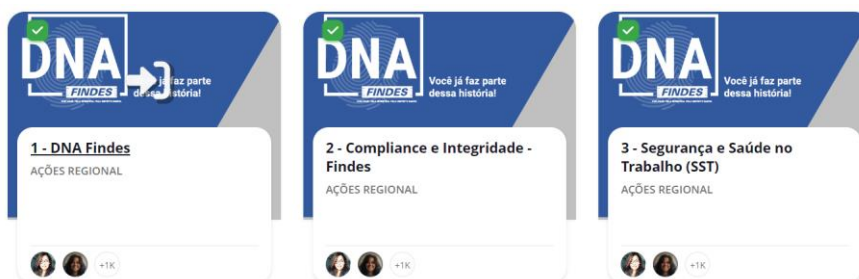 DNA
FINDES
já faz parte
dessa história!
1 - DNA Findes
AÇÕES REGIONAL
+1K
DNA
FINDES
Você já faz parte
dessa história!
2 - Compliance e Integridade -
Findes
AÇÕES REGIONAL
+1K
DNA
FINDES
Você já faz parte
dessa história!
3 - Segurança e Saúde no
Trabalho (SST)
AÇÕES REGIONAL
+1K